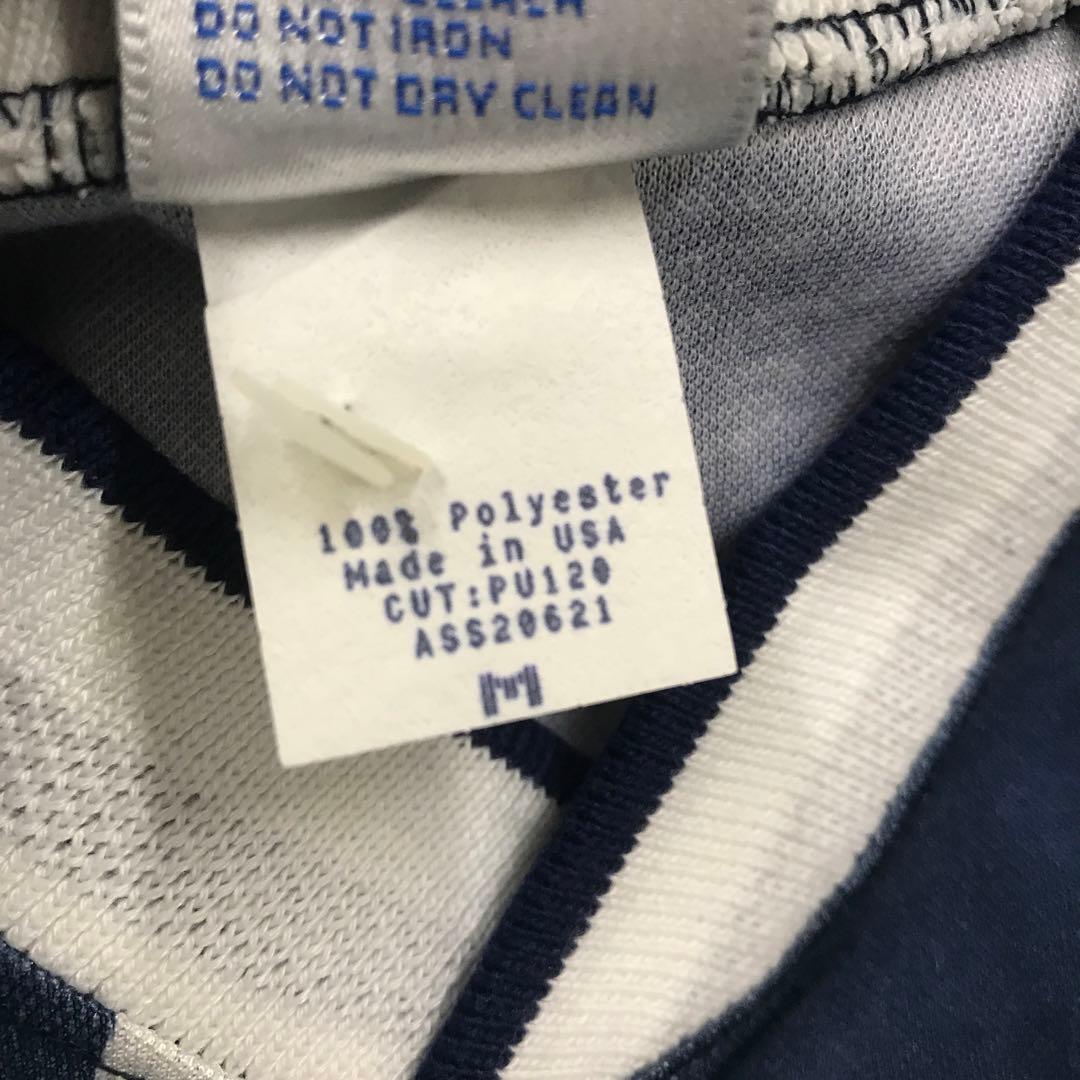 DO NOT IRON
DO NOT DRY CLEAN
100% Polyester
Made in USA
CUT:PU120
ASS20621
M